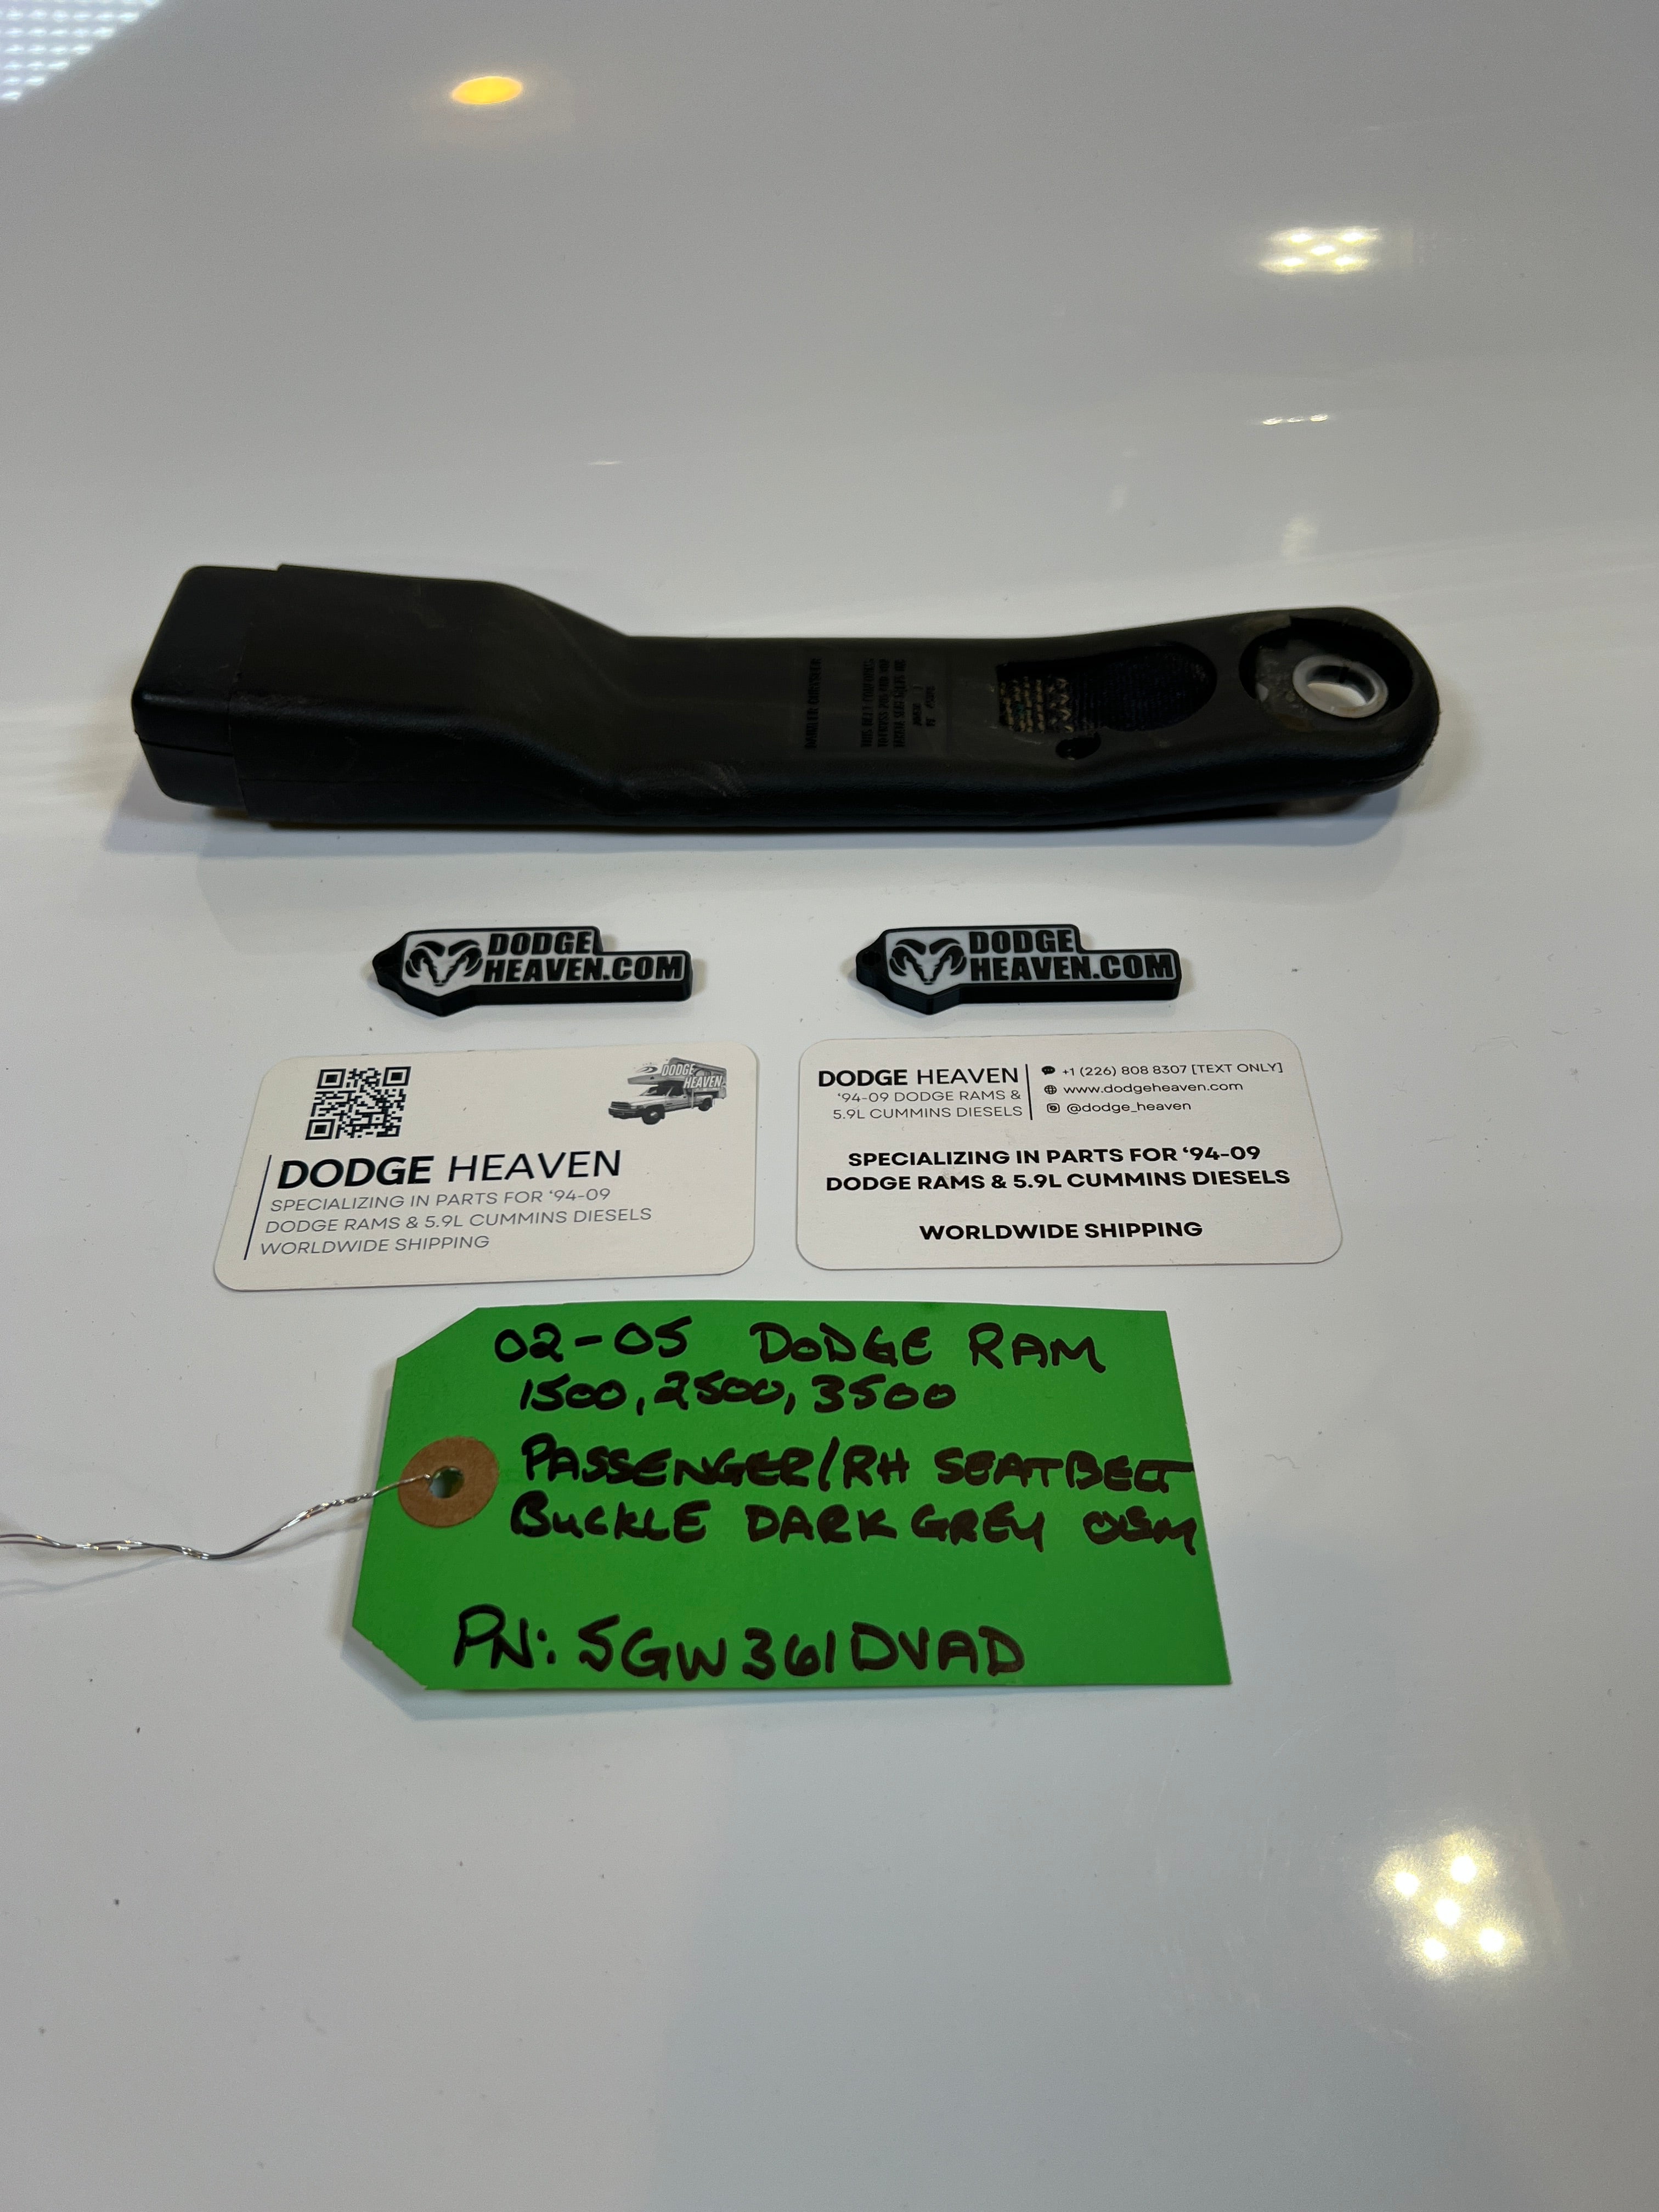 DAIMLER CHRYSLER
DODGE
HEAVEN.COM
DODGE
HEAVEN.COM
DODGE
HEAVEN
DODGE HEAVEN
SPECIALIZING IN PARTS FOR ‘94-09
DODGE RAMS & 5.9L CUMMINS DIESELS
WORLDWIDE SHIPPING
DODGE HEAVEN
‘94-09 DODGE RAMS &
5.9L CUMMINS DIESELS
+1 (226) 808 8307 [TEXT ONLY]
www.dodgeheaven.com
@dodge_heaven
SPECIALIZING IN PARTS FOR ‘94-09
DODGE RAMS & 5.9L CUMMINS DIESELS
WORLDWIDE SHIPPING
02-05 DODGE RAM
1500, 2500, 3500
PASSENGER/RH SEATBELT
BUCKLE DARK GREY OEM
PN: 5GW361DVAD